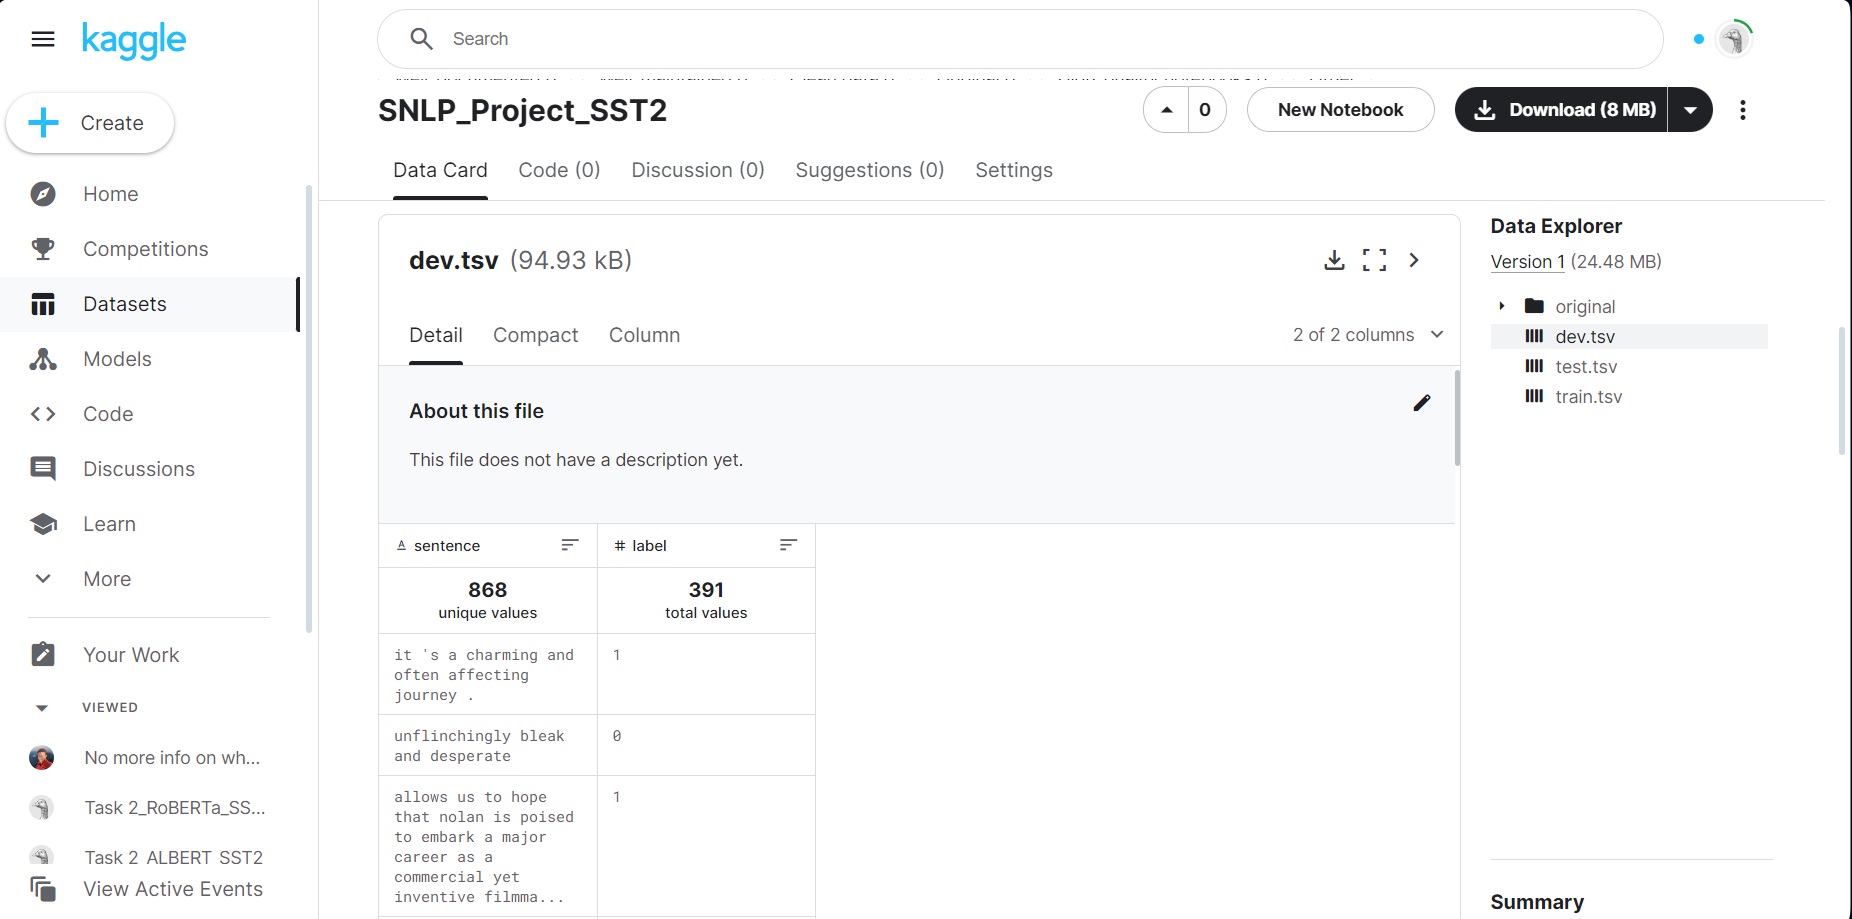 kaggle
Search
Create
Home
Competitions
Datasets
Models
Code
Discussions
Learn
More
Your Work
VIEWED
No more info on wh...
Task 2_RoBERTa_SS...
Task 2 ALBERT SST2
View Active Events
SNLP_Project_SST2
0
New Notebook
Download (8 MB)
Data Card
Code (0)
Discussion (0)
Suggestions (0)
Settings
dev.tsv (94.93 kB)
Detail
Compact
Column
2 of 2 columns
About this file
This file does not have a description yet.
A sentence
# label
868
unique values
391
total values
it 's a charming and
often affecting
journey .
1
unflinchingly bleak
and desperate
0
allows us to hope
that nolan is poised
to embark a major
career as a
commercial yet
inventive filmma...
1
Data Explorer
Version 1 (24.48 MB)
original
dev.tsv
test.tsv
train.tsv
Summary